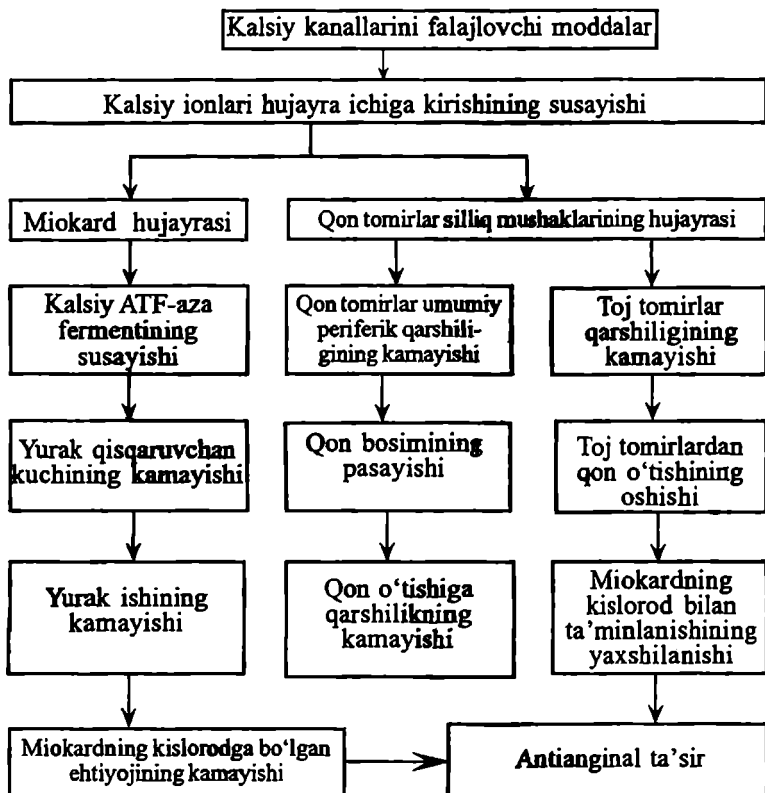 Kalsiy kanallarini falajlovchi moddalar
Kalsiy ionlari hujayra ichiga kirishining susayishi
Miokard hujayrasi
Qon tomirlar silliq mushaklarining hujayrasi
Kalsiy ATF-aza
fermentining
susayishi
Qon tomirlar umumiy
periferik qarshili-
gining kamayishi
Toj tomirlar
qarshiligining
kamayishi
Yurak qisqaruvchan
kuchining kamayishi
Qon bosimining
pasayishi
Toj tomirlardan
qon o‘tishining
oshishi
Yurak ishining
kamayishi
Qon o‘tishiga
qarshilikning
kamayishi
Miokardning
kislorod bilan
ta’minlanishining
yaxshilanishi
Miokardning kislorodga bo‘lgan
ehtiyojining kamayishi
Antianginal ta’sir